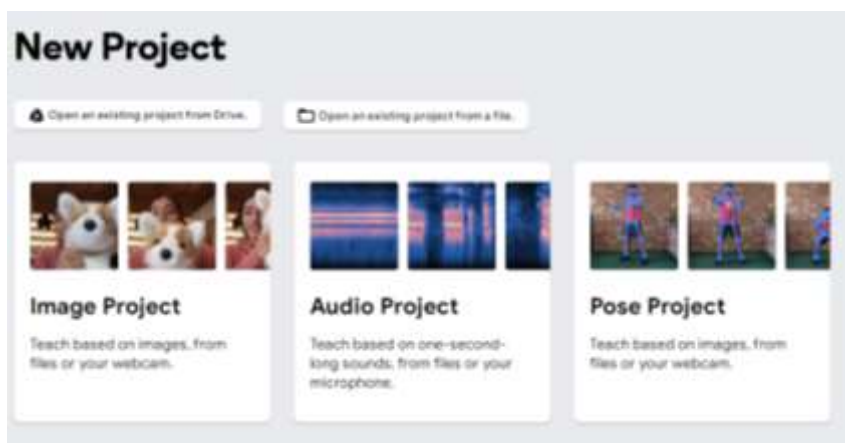 New Project
Open an existing project from Drive.
Open an existing project from a file.
Image Project
Teach based on images, from
files or your webcam.
Audio Project
Teach based on one-second-
long sounds, from files or your
microphone.
Pose Project
Teach based on images, from
files or your webcam.